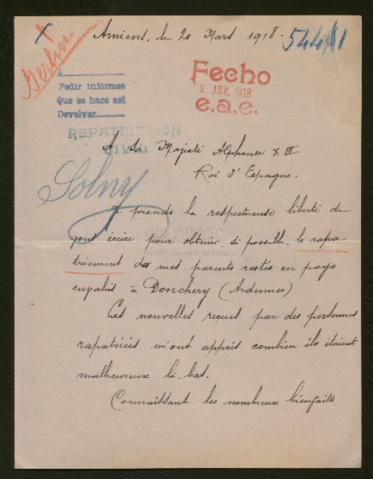 x
Amiens, le 20 Mars 1918.
544 | 1
Berlin
A
Pedir informes
Que se hace así
Devolver
Fecho
5 ABR. 1918
e.a.e.
REPATRIACION
CIVIL
A Sa Majesté Alphonse XIII
Roi d'Espagne.
Je prends la respectueuse liberté de
vous écrire pour obtenir, si possible, le rapa-
triement de mes parents restés en pays
envahis à Donchery (Ardennes)
Les nouvelles reçues par des personnes
rapatriées m'ont appris combien ils étaient
malheureux là-bas.
Connaissant les nombreux bienfaits